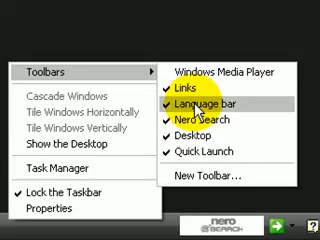 Toolbars
Windows Media Player
Links
Language bar
Nero Search
Desktop
Quick Launch
New Toolbar...
Cascade Windows
Tile Windows Horizontally
Tile Windows Vertically
Show the Desktop
Task Manager
Lock the Taskbar
Properties
nero
SEARCH
?